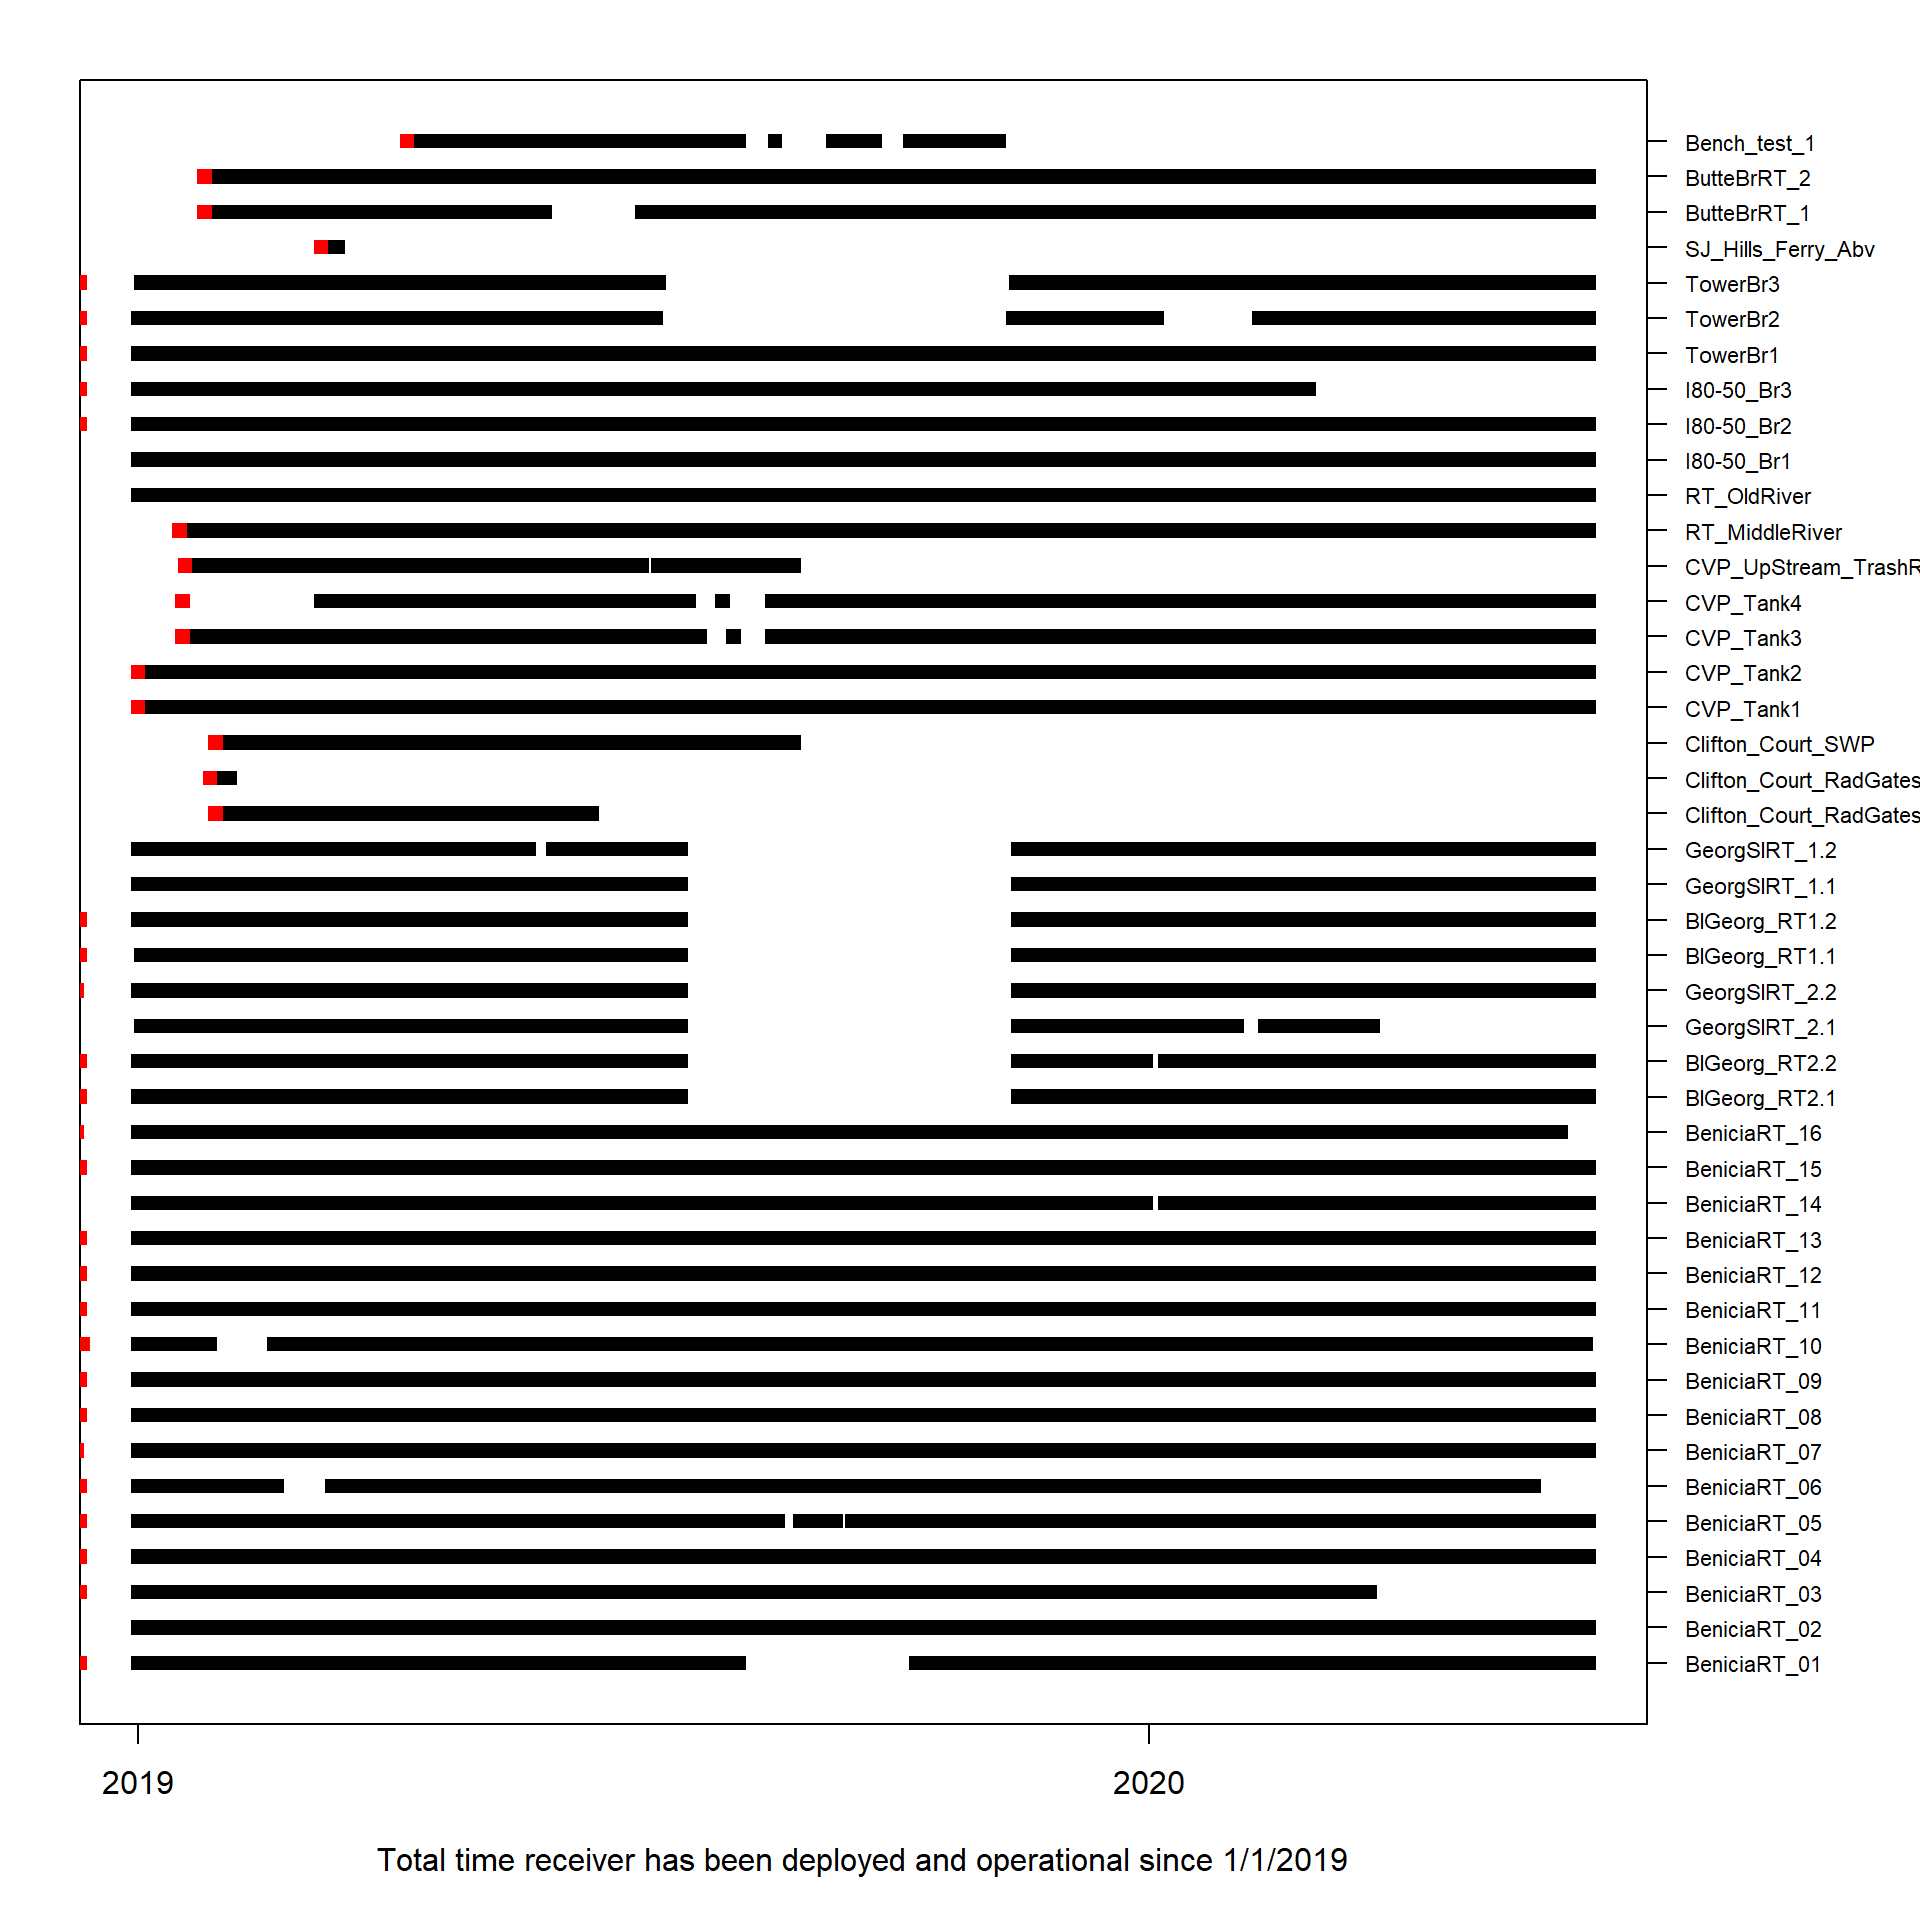 Bench_test_1
ButteBrRT_2
ButteBrRT_1
SJ_Hills_Ferry_Abv
TowerBr3
TowerBr2
TowerBr1
I80-50_Br3
I80-50_Br2
I80-50_Br1
RT_OldRiver
RT_MiddleRiver
CVP_UpStream_TrashR
CVP_Tank4
CVP_Tank3
CVP_Tank2
CVP_Tank1
Clifton_Court_SWP
Clifton_Court_RadGates
Clifton_Court_RadGates
GeorgSlRT_1.2
GeorgSlRT_1.1
BlGeorg_RT1.2
BlGeorg_RT1.1
GeorgSlRT_2.2
GeorgSlRT_2.1
BlGeorg_RT2.2
BlGeorg_RT2.1
BeniciaRT_16
BeniciaRT_15
BeniciaRT_14
BeniciaRT_13
BeniciaRT_12
BeniciaRT_11
BeniciaRT_10
BeniciaRT_09
BeniciaRT_08
BeniciaRT_07
BeniciaRT_06
BeniciaRT_05
BeniciaRT_04
BeniciaRT_03
BeniciaRT_02
BeniciaRT_01
2019 2020
Total time receiver has been deployed and operational since 1/1/2019